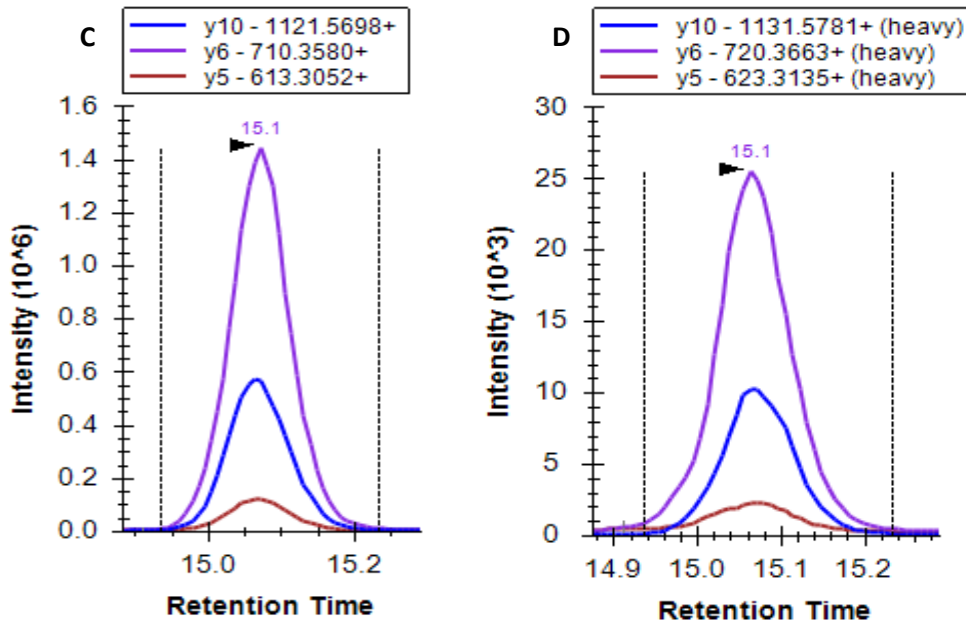 C
y10 - 1121.5698+
y6 - 710.3580+
y5 - 613.3052+
1.6
1.4
1.2
1.0
0.8
0.6
0.4
0.2
0.0
Intensity (10^6)
15.1
15.0
15.2
Retention Time
D
y10 - 1131.5781+ (heavy)
y6 - 720.3663+ (heavy)
y5 - 623.3135+ (heavy)
30
25
20
15
10
5
0
Intensity (10^3)
15.1
14.9
15.0
15.1
15.2
Retention Time